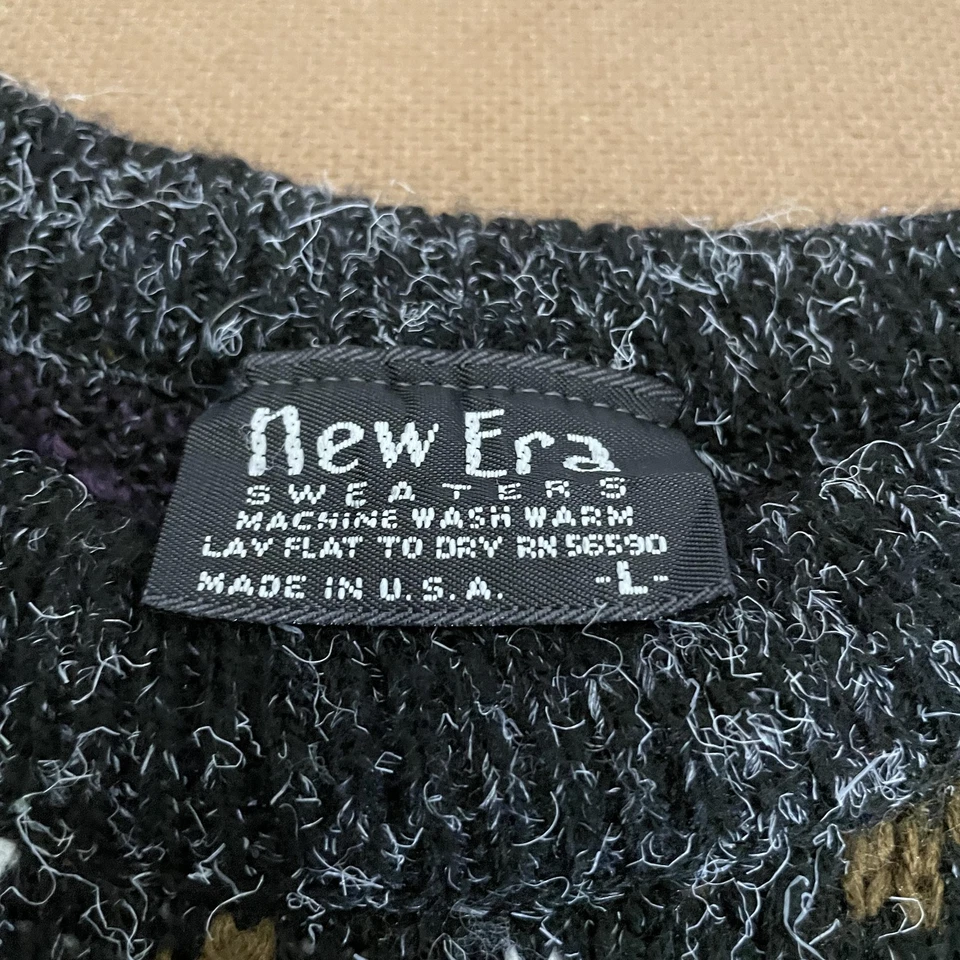 New Era
SWEATERS
MACHINE WASH WARM
LAY FLAT TO DRY RN 56590
MADE IN U.S.A. -L-